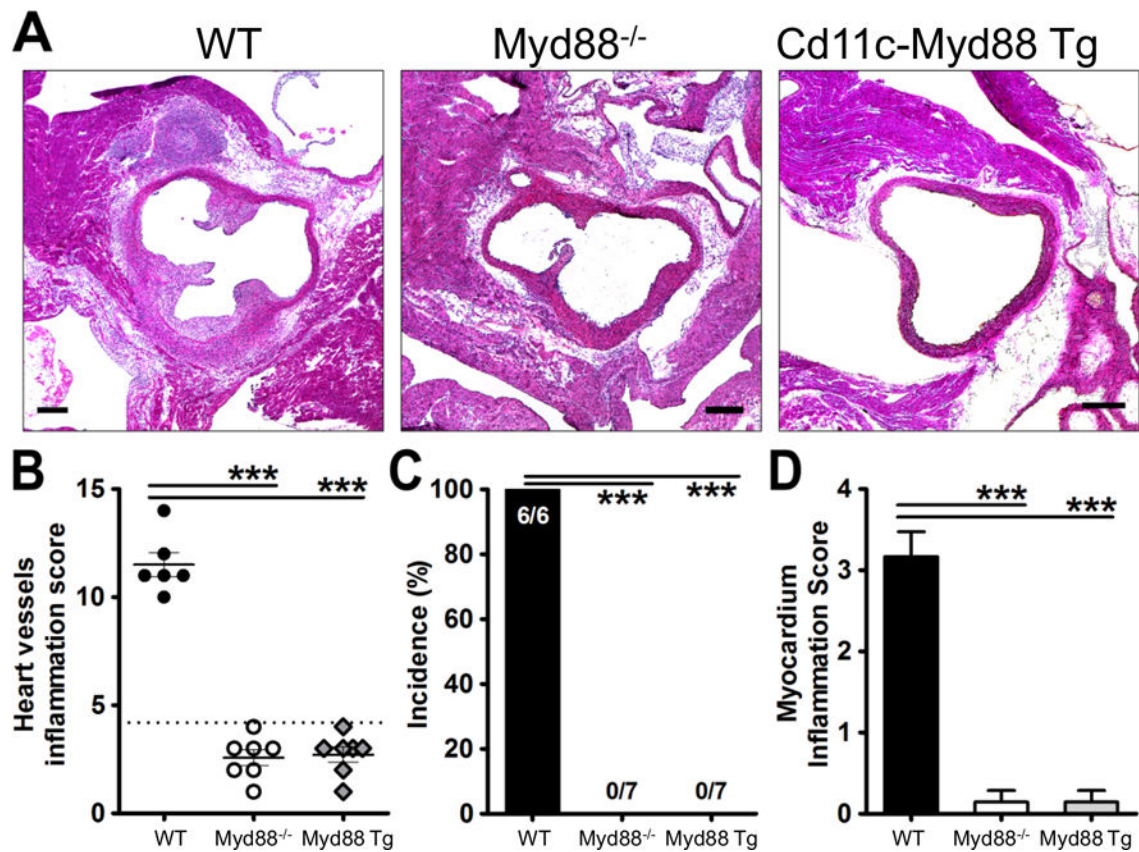 A
WT
Myd88-/-
Cd11c-Myd88 Tg
B
Heart vessels
inflammation score
15
10
5
0
***
***
WT
Myd88-/-
Myd88 Tg
C
Incidence (%)
100
80
60
40
20
0
***
***
6/6
0/7
0/7
WT
Myd88-/-
Myd88 Tg
D
Myocardium
Inflammation Score
4
3
2
1
0
***
***
WT
Myd88-/-
Myd88 Tg